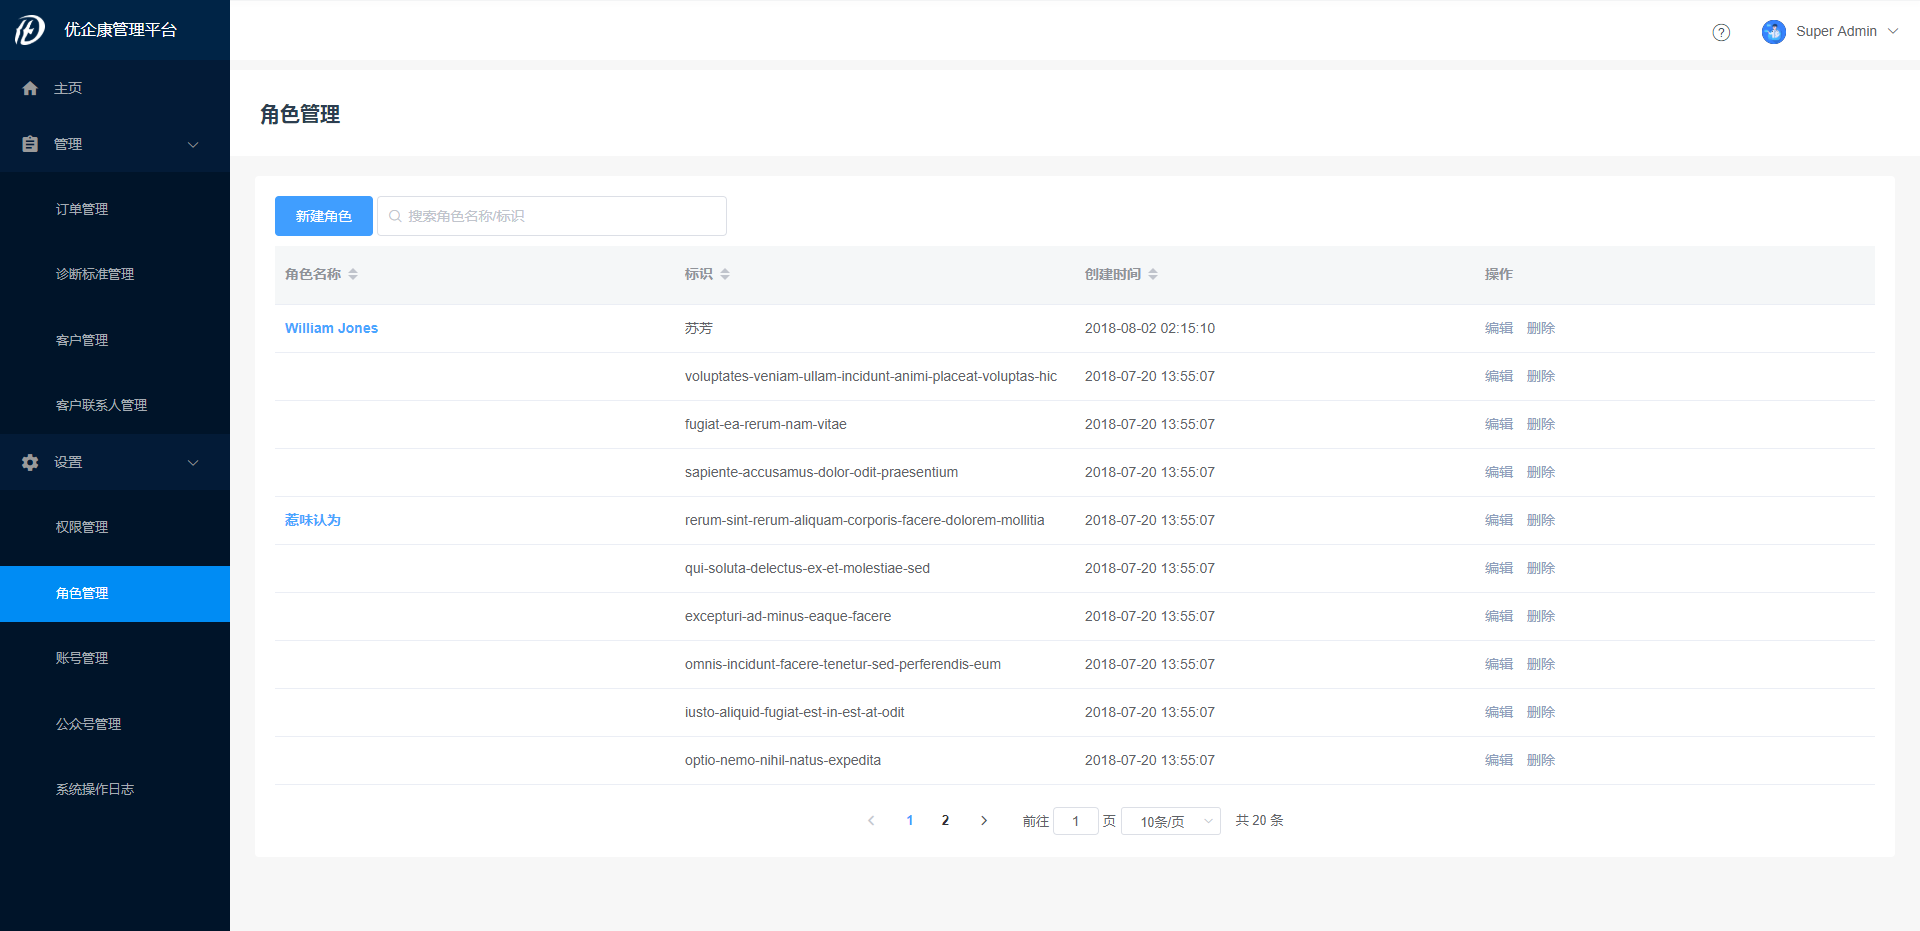 优企康管理平台
Super Admin
主页
管理
订单管理
诊断标准管理
客户管理
客户联系人管理
设置
权限管理
角色管理
账号管理
公众号管理
系统操作日志
角色管理
新建角色 搜索角色名称/标识
角色名称 标识 创建时间 操作
William Jones 苏芳 2018-08-02 02:15:10 编辑 删除
voluptates-veniam-ullam-incidunt-animi-placeat-voluptas-hic 2018-07-20 13:55:07 编辑 删除
fugiat-ea-rerum-nam-vitae 2018-07-20 13:55:07 编辑 删除
sapiente-accusamus-dolor-odit-praesentium 2018-07-20 13:55:07 编辑 删除
惹味认为 rerum-sint-rerum-aliquam-corporis-facere-dolorem-mollitia 2018-07-20 13:55:07 编辑 删除
qui-soluta-delectus-ex-et-molestiae-sed 2018-07-20 13:55:07 编辑 删除
excepturi-ad-minus-eaque-facere 2018-07-20 13:55:07 编辑 删除
omnis-incidunt-facere-tenetur-sed-perferendis-eum 2018-07-20 13:55:07 编辑 删除
iusto-aliquid-fugiat-est-in-est-at-odit 2018-07-20 13:55:07 编辑 删除
optio-nemo-nihil-natus-expedita 2018-07-20 13:55:07 编辑 删除
1 2 前往 1 页 10条/页 共 20 条